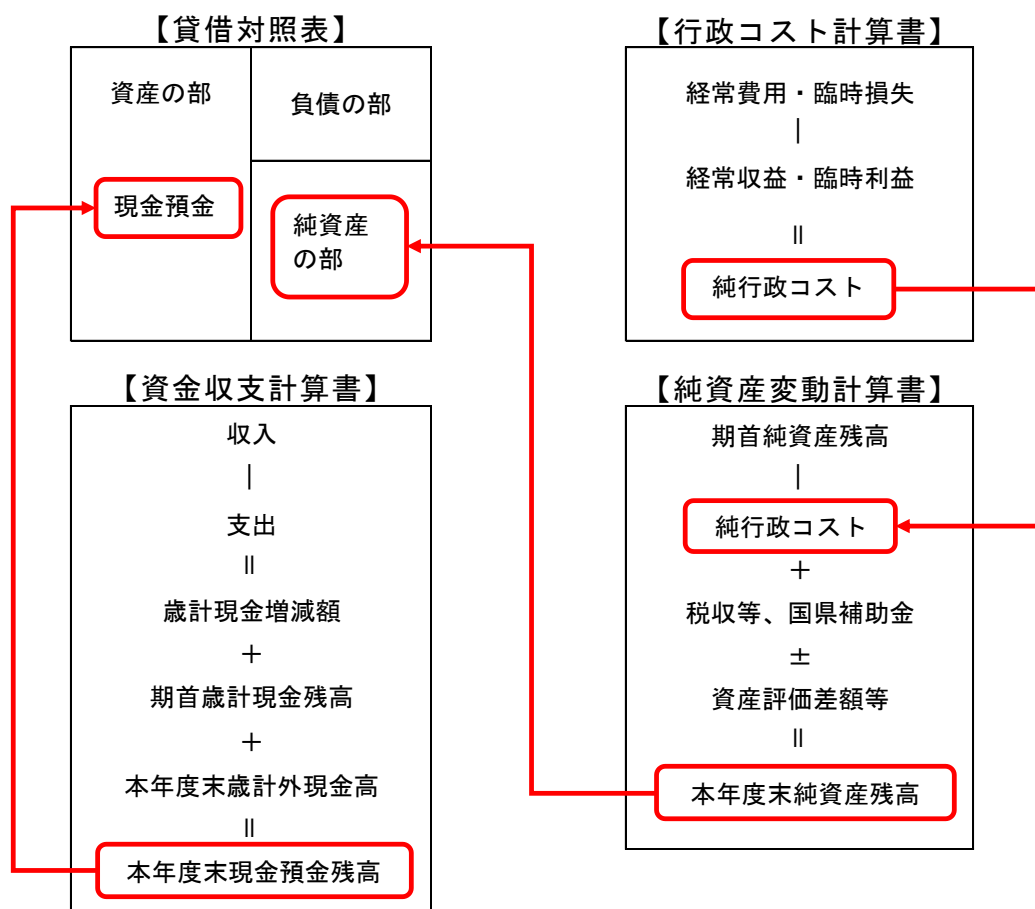 【貸借対照表】
資産の部
負債の部
現金預金
純資産
の部
【行政コスト計算書】
経常費用・臨時損失
｜
経常収益・臨時利益
॥
純行政コスト
【資金収支計算書】
収入
｜
支出
॥
歳計現金増減額
＋
期首歳計現金残高
＋
本年度末歳計外現金高
॥
本年度末現金預金残高
【純資産変動計算書】
期首純資産残高
｜
純行政コスト
＋
税収等、国県補助金
±
資産評価差額等
॥
本年度末純資産残高